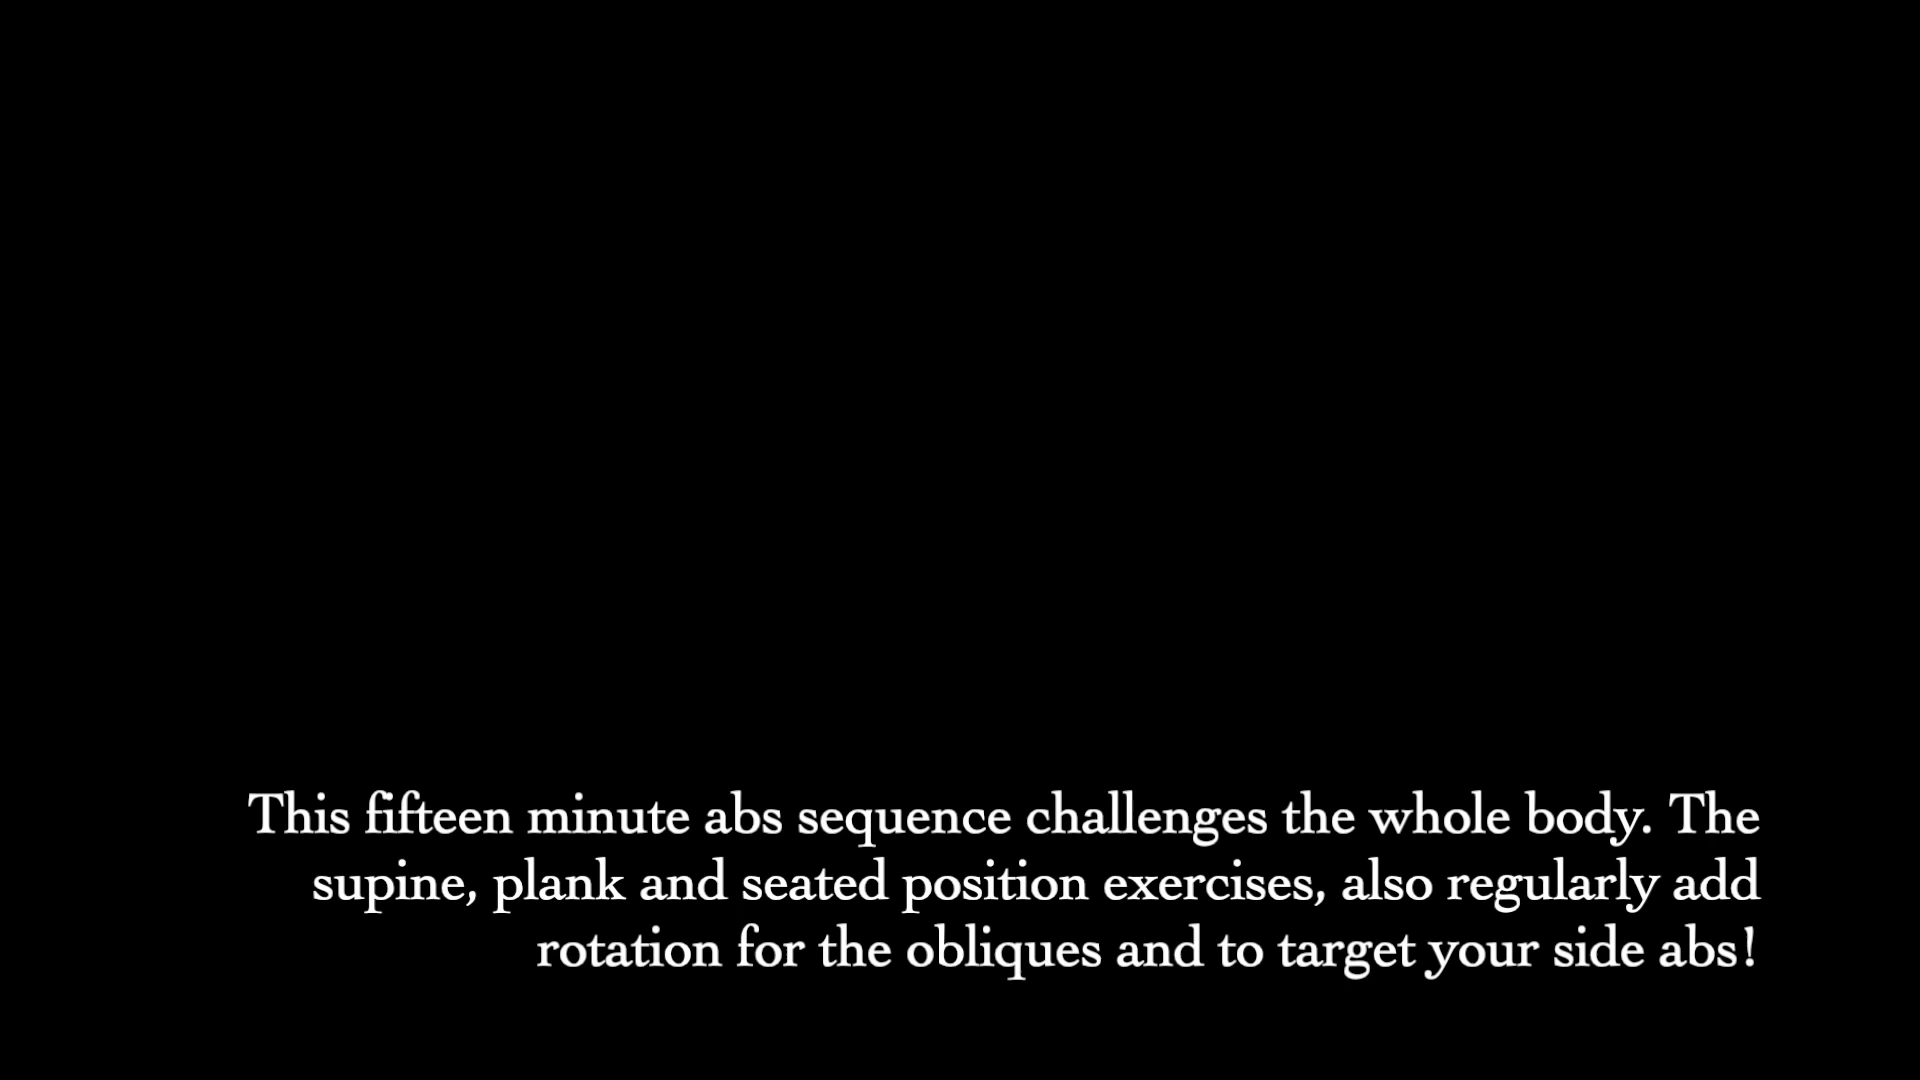 This fifteen minute abs sequence challenges the whole body. The
supine, plank and seated position exercises, also regularly add
rotation for the obliques and to target your side abs!